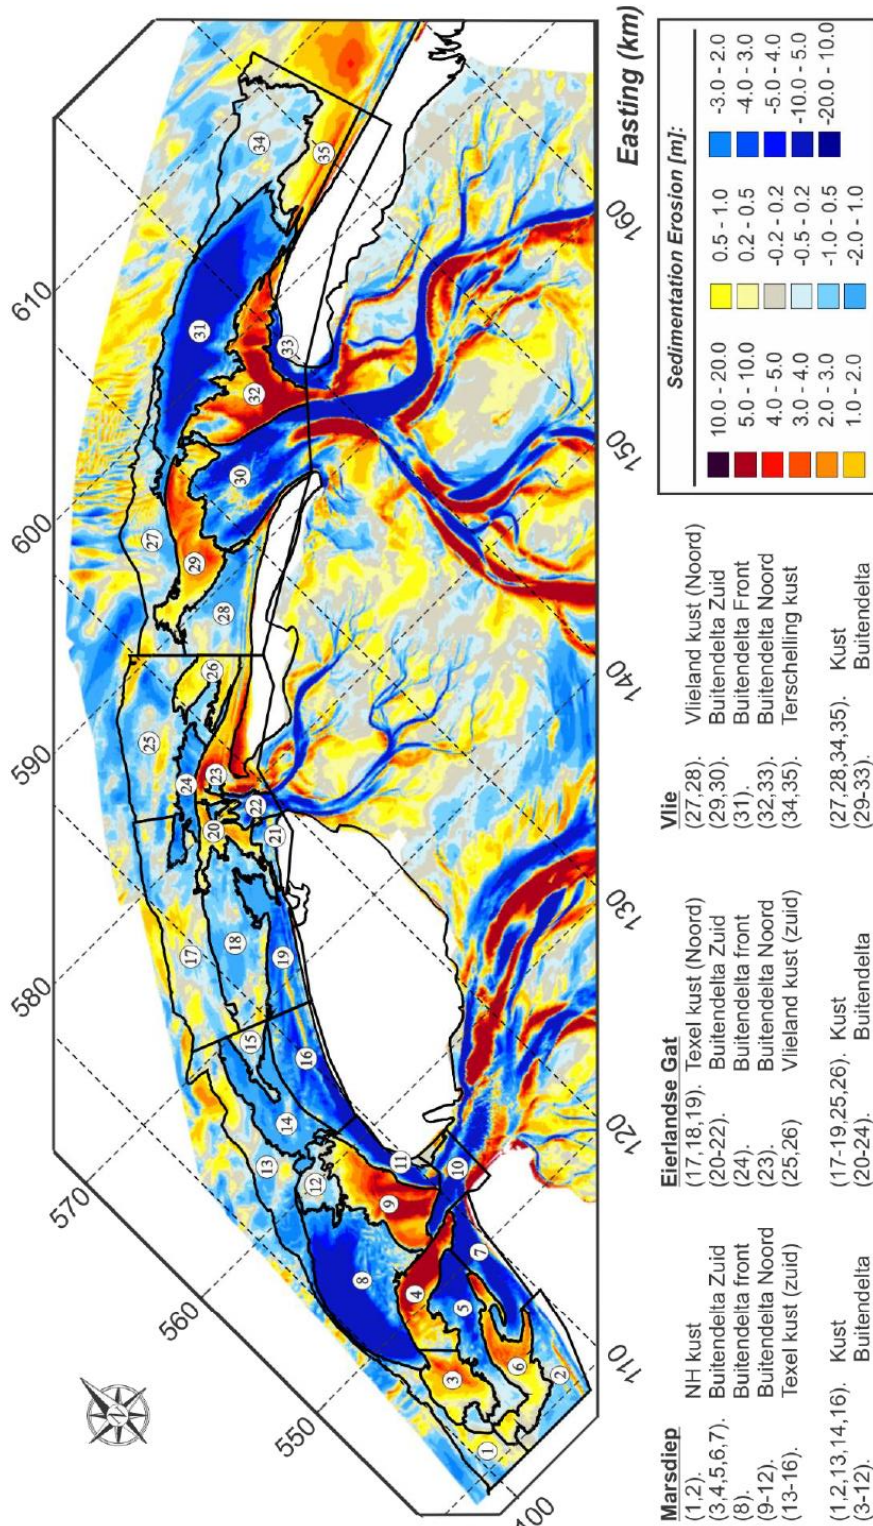 610
600
590
580
570
560
550
100
110
120
130
140
150
160
Easting (km)
N
1
2
3
4
5
6
7
8
9
10
11
12
13
14
15
16
17
18
19
20
21
22
23
24
25
26
27
28
29
30
31
32
33
34
35
Marsdiep
(1,2). NH kust
(3,4,5,6,7). Buitendelta Zuid
(8). Buitendelta front
(9-12). Buitendelta Noord
(13-16). Texel kust (zuid)
(1,2,13,14,16). Kust
(3-12). Buitendelta
Eierlandse Gat
(17,18,19). Texel kust (Noord)
(20-22). Buitendelta Zuid
(24). Buitendelta front
(23). Buitendelta Noord
(25,26) Vlieland kust (zuid)
(17-19,25,26). Kust
(20-24). Buitendelta
Vlie
(27,28). Vlieland kust (Noord)
(29,30). Buitendelta Zuid
(31). Buitendelta Front
(32,33). Buitendelta Noord
(34,35). Terschelling kust
(27,28,34,35). Kust
(29-33). Buitendelta
Sedimentation Erosion [m]:
10.0 - 20.0 0.5 - 1.0 -3.0 - 2.0
5.0 - 10.0 0.2 - 0.5 -4.0 - 3.0
4.0 - 5.0 -0.2 - 0.2 -5.0 - 4.0
3.0 - 4.0 -0.5 - 0.2 -10.0 - 5.0
2.0 - 3.0 -1.0 - 0.5 -20.0 - 10.0
1.0 - 2.0 -2.0 - 1.0